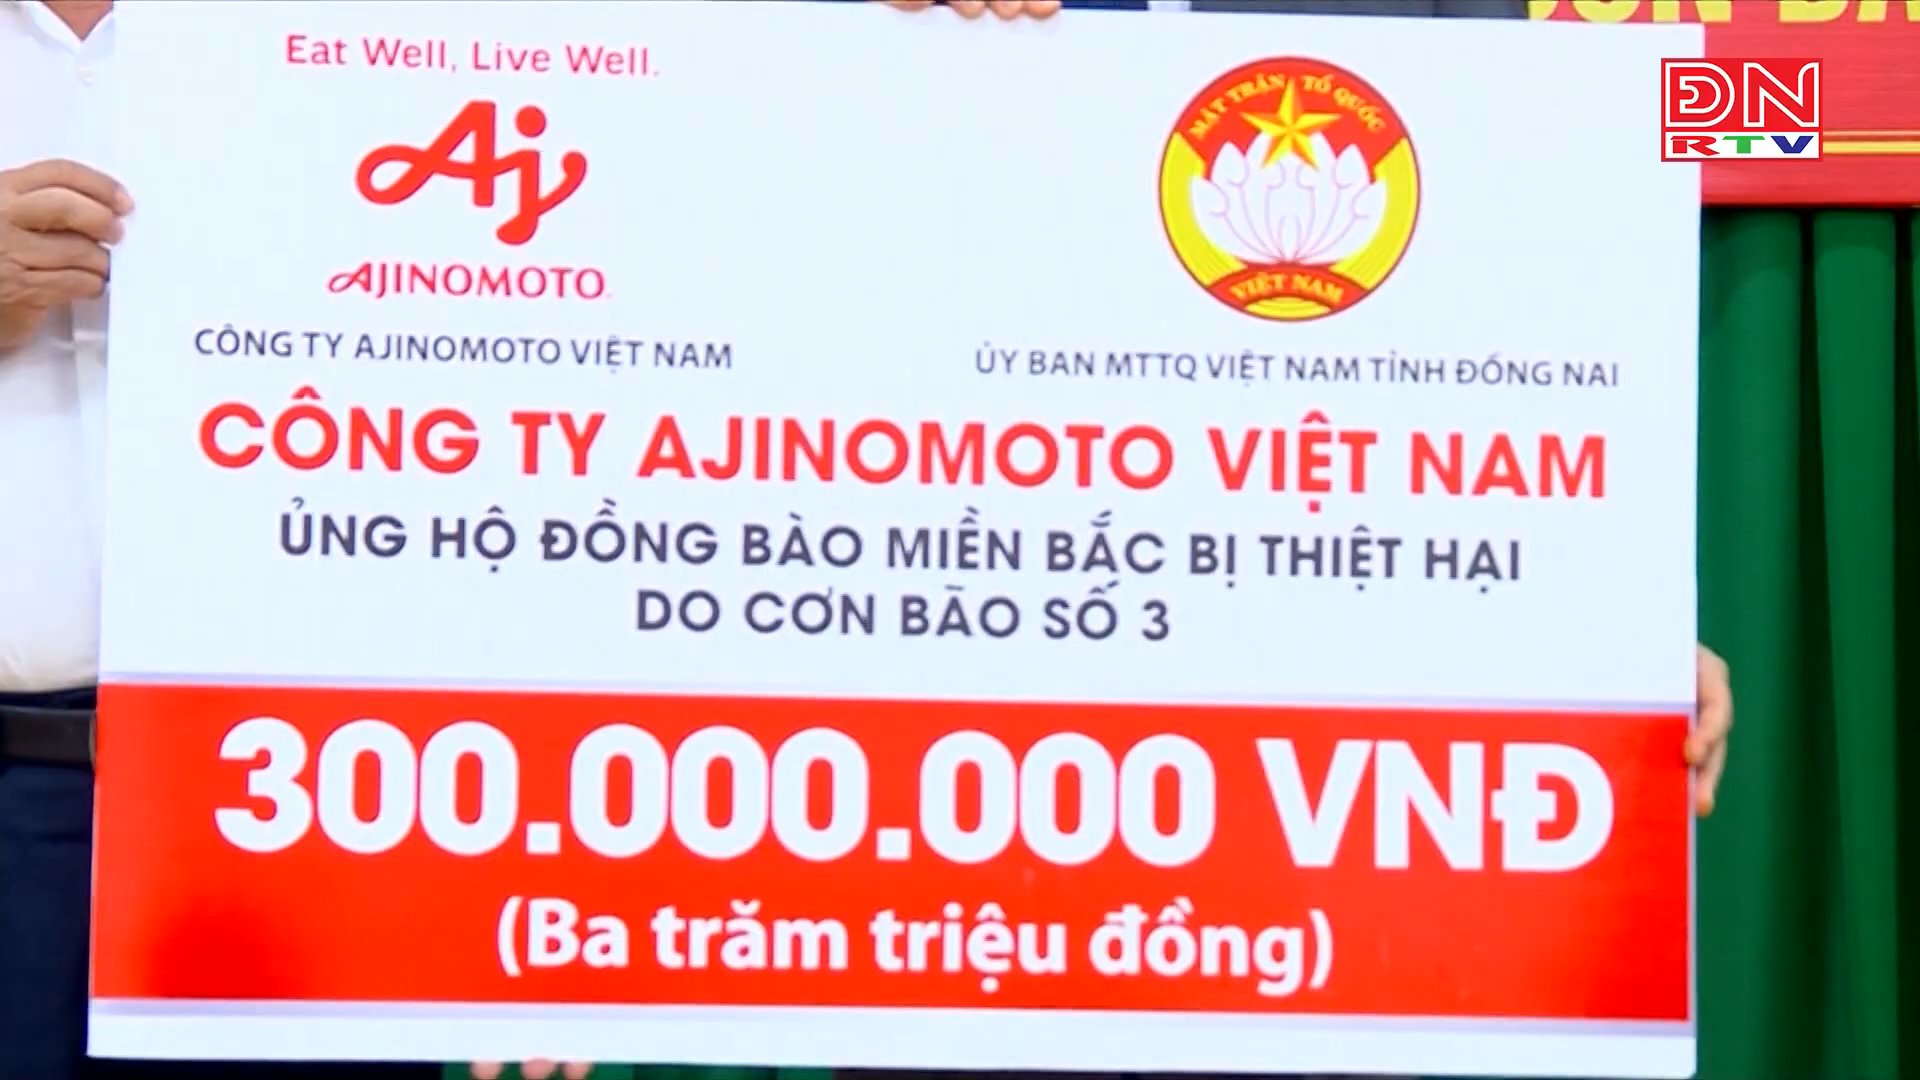 Eat Well, Live Well.
Aj
AJINOMOTO
MẶT TRẬN TỔ QUỐC
VIỆT NAM
ĐN
RTV
CÔNG TY AJINOMOTO VIỆT NAM
ỦY BAN MTTQ VIỆT NAM TỈNH ĐỒNG NAI
CÔNG TY AJINOMOTO VIỆT NAM
ỦNG HỘ ĐỒNG BÀO MIỀN BẮC BỊ THIỆT HẠI
DO CƠN BÃO SỐ 3
300.000.000 VNĐ
(Ba trăm triệu đồng)